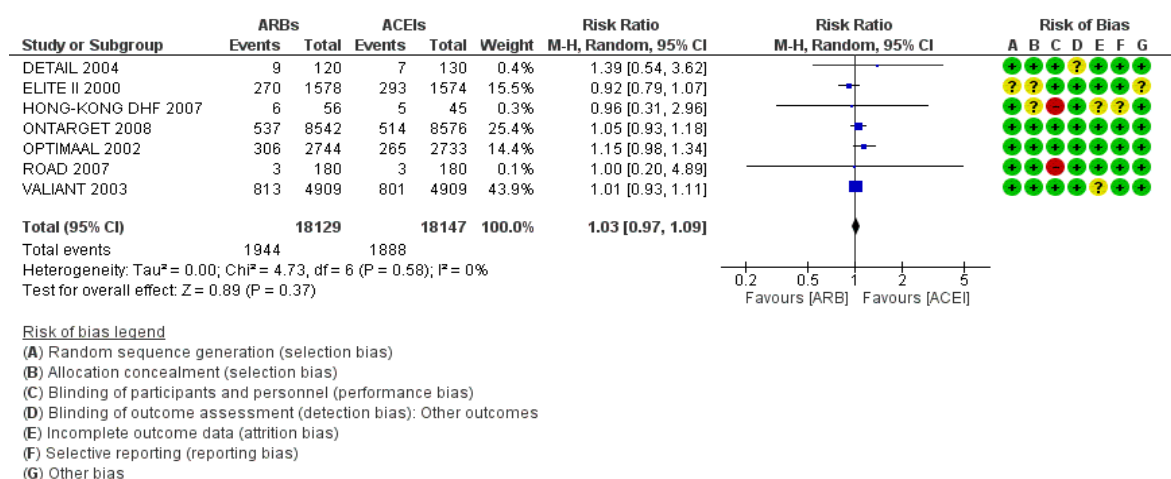 ARBs ACEIs Risk Ratio Risk Ratio Risk of Bias
Study or Subgroup Events Total Events Total Weight M-H, Random, 95% CI M-H, Random, 95% CI A B C D E F G
DETAIL 2004 9 120 7 130 0.4% 1.39 [0.54, 3.62] + + + ? + + +
ELITE II 2000 270 1578 293 1574 15.5% 0.92 [0.79, 1.07] ? ? + + + + ?
HONG-KONG DHF 2007 6 56 5 45 0.3% 0.96 [0.31, 2.96] + ? - + ? ? +
ONTARGET 2008 537 8542 514 8576 25.4% 1.05 [0.93, 1.18] + + + + + + +
OPTIMAAL 2002 306 2744 265 2733 14.4% 1.15 [0.98, 1.34] + + + + + + +
ROAD 2007 3 180 3 180 0.1% 1.00 [0.20, 4.89] + + - + + + +
VALIANT 2003 813 4909 801 4909 43.9% 1.01 [0.93, 1.11] + + + + ? + +
Total (95% CI) 18129 18147 100.0% 1.03 [0.97, 1.09]
Total events 1944 1888
Heterogeneity: Tau² = 0.00; Chi² = 4.73, df = 6 (P = 0.58); I² = 0%
Test for overall effect: Z = 0.89 (P = 0.37)
0.2 0.5 1 2 5
Favours [ARB] Favours [ACEI]
Risk of bias legend
(A) Random sequence generation (selection bias)
(B) Allocation concealment (selection bias)
(C) Blinding of participants and personnel (performance bias)
(D) Blinding of outcome assessment (detection bias): Other outcomes
(E) Incomplete outcome data (attrition bias)
(F) Selective reporting (reporting bias)
(G) Other bias